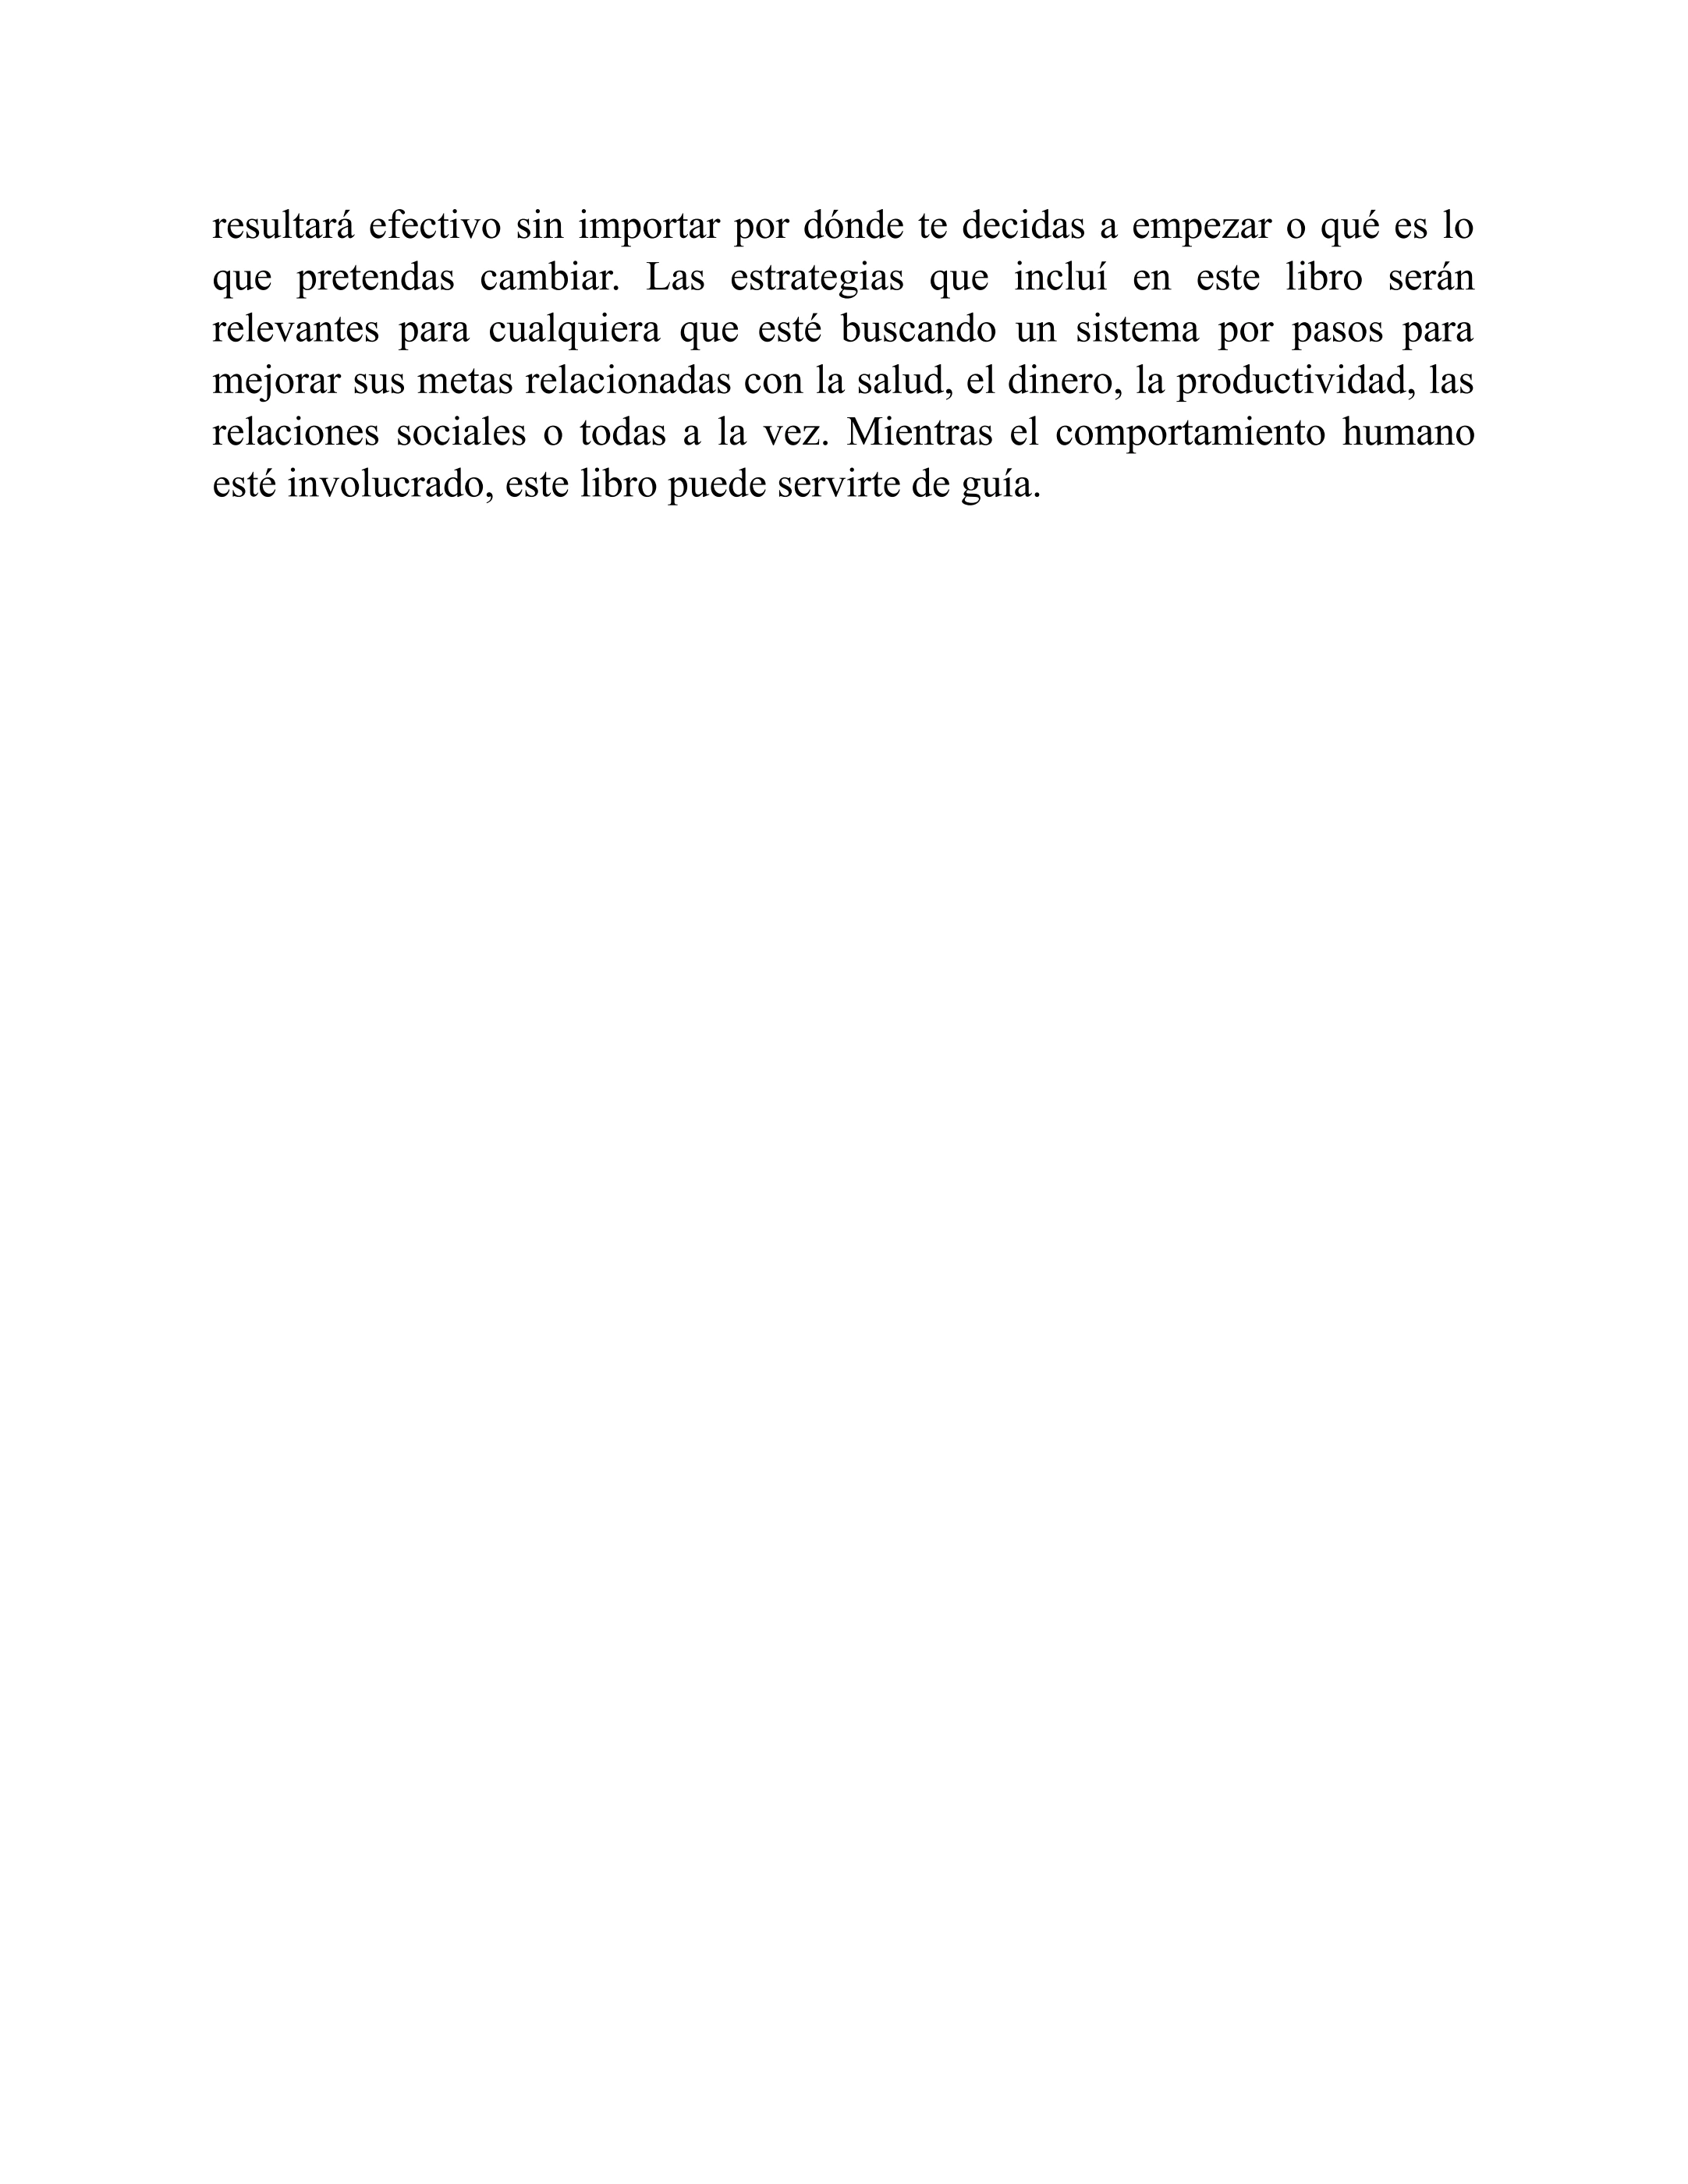 resultará efectivo sin importar por dónde te decidas a empezar o qué es lo
que pretendas cambiar. Las estrategias que incluí en este libro serán
relevantes para cualquiera que esté buscando un sistema por pasos para
mejorar sus metas relacionadas con la salud, el dinero, la productividad, las
relaciones sociales o todas a la vez. Mientras el comportamiento humano
esté involucrado, este libro puede servirte de guía.